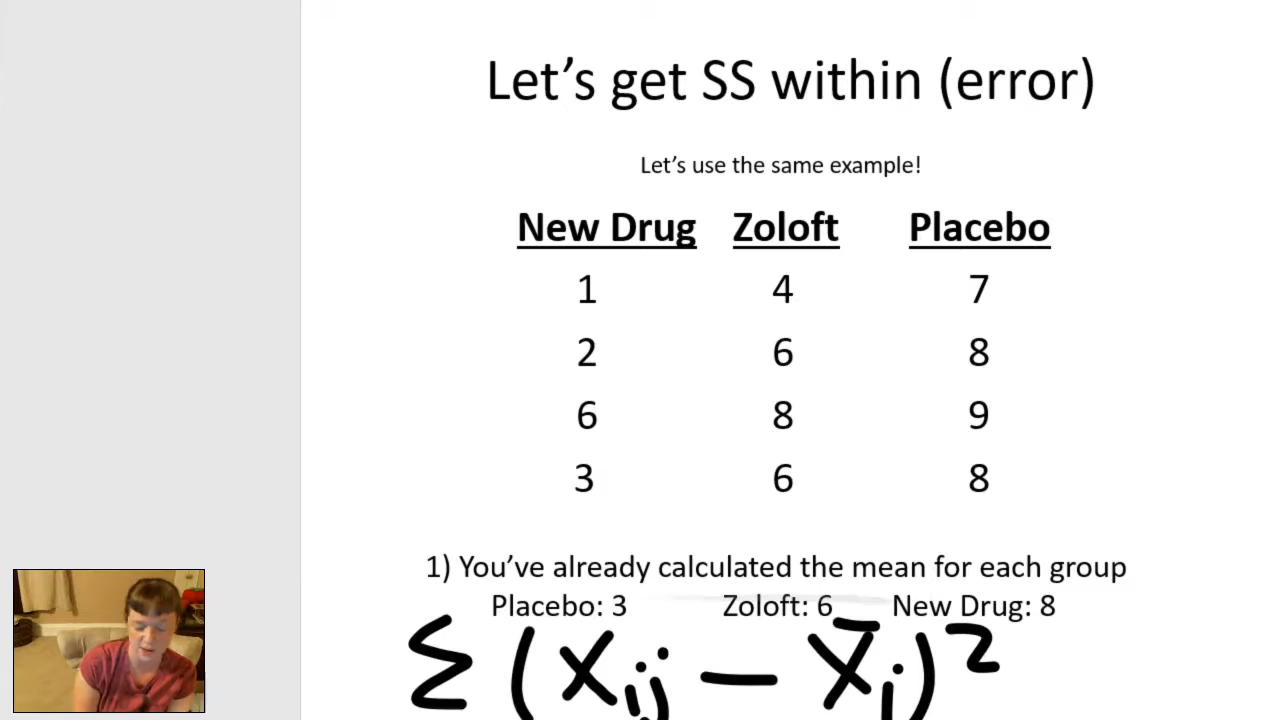 Let's get SS within (error)
Let's use the same example!
New Drug Zoloft Placebo
1 4 7
2 6 8
6 8 9
3 6 8
1) You've already calculated the mean for each group
Placebo: 3 Zoloft: 6 New Drug: 8
Σ (Xij – X̄j)²